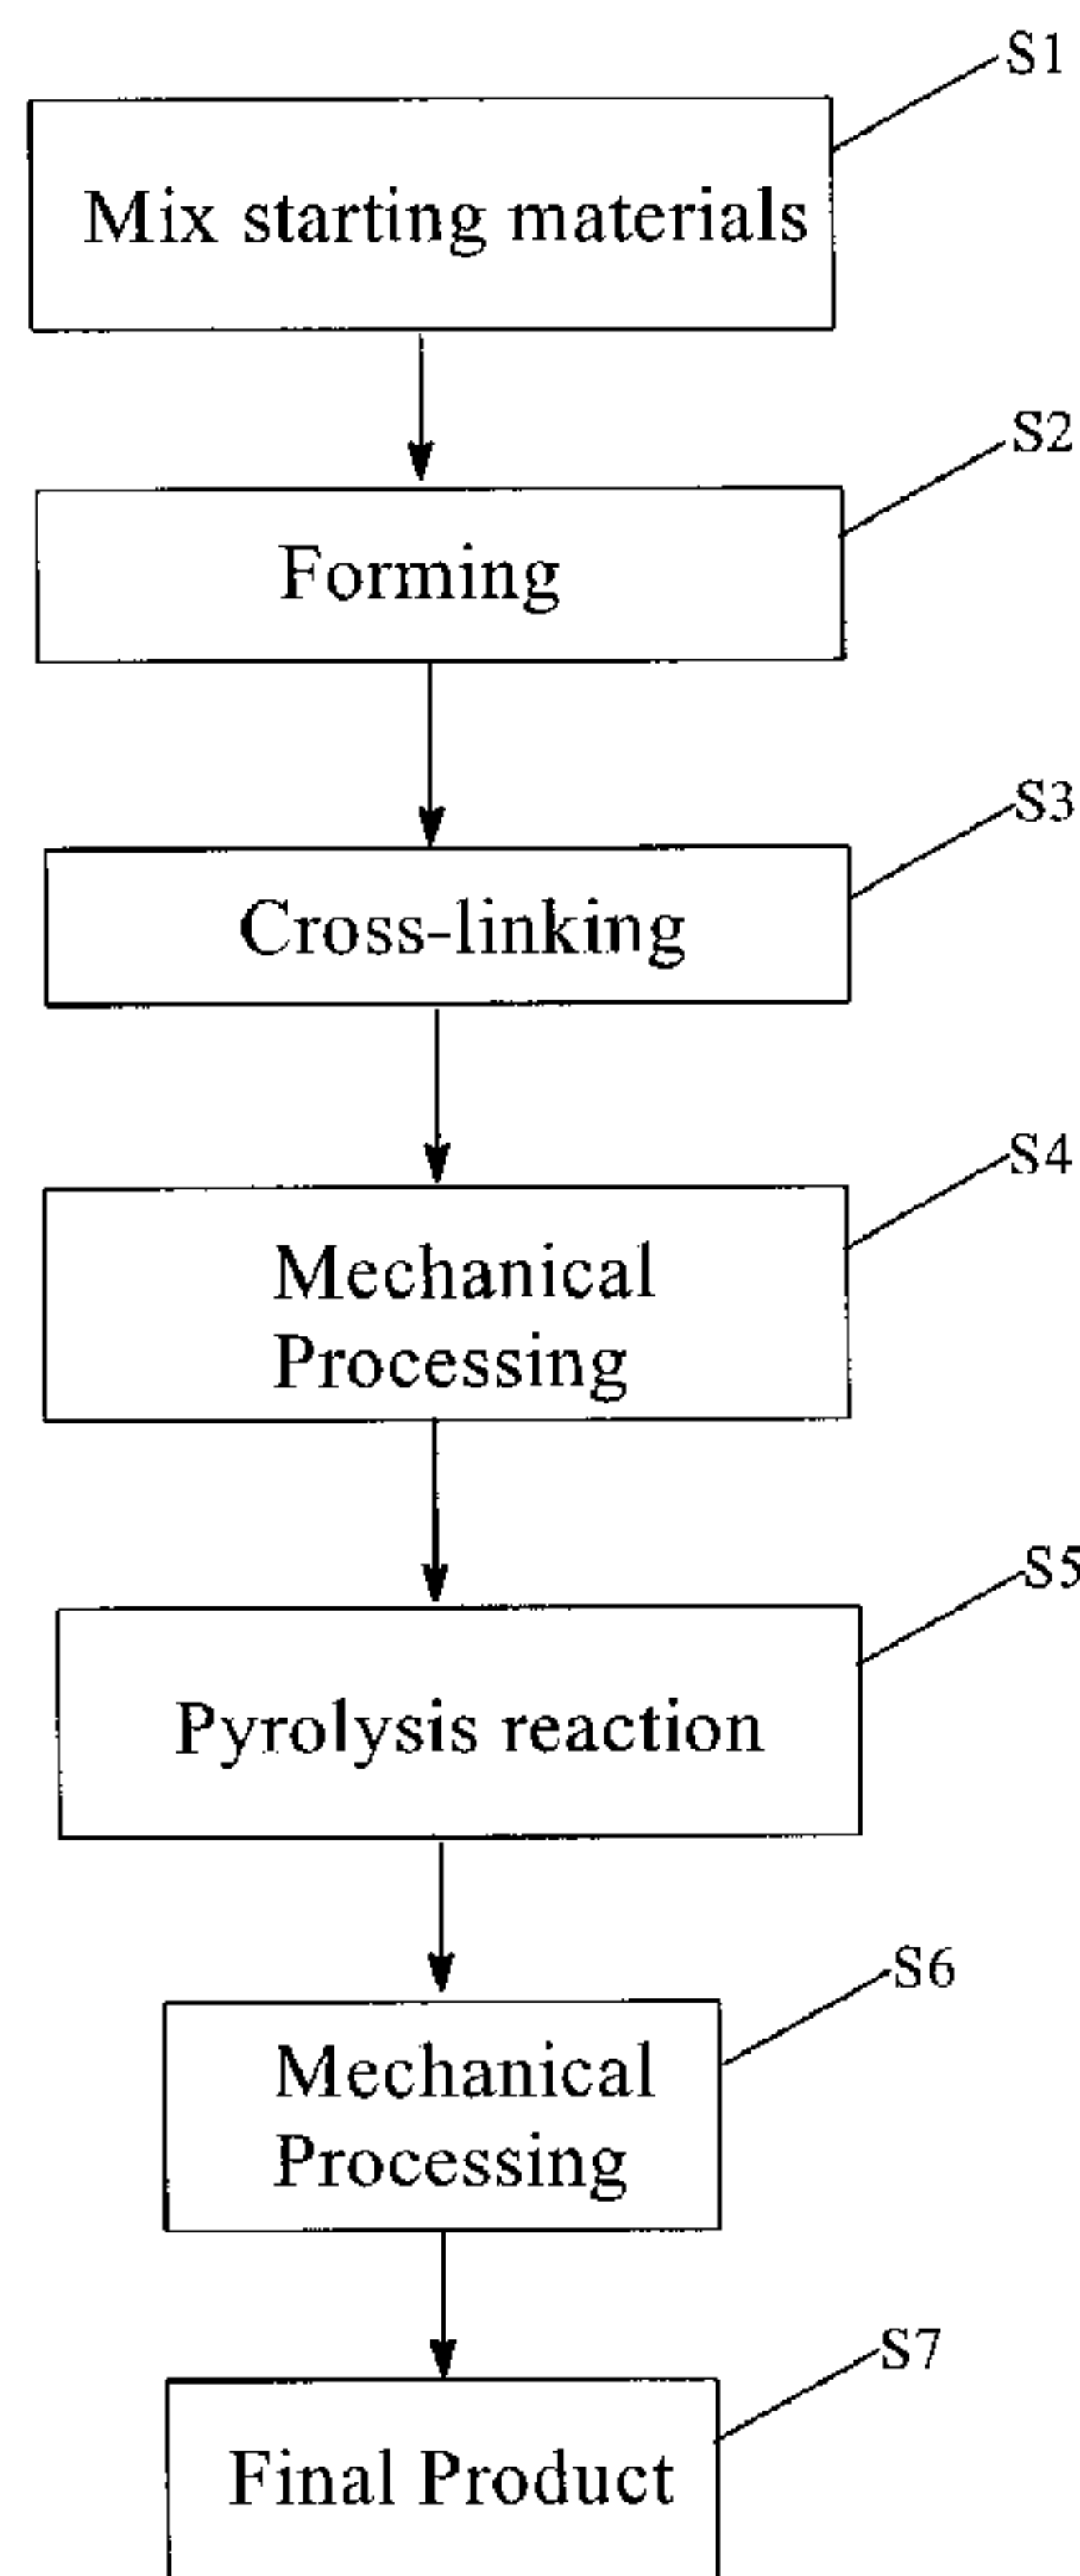 S1
Mix starting materials
S2
Forming
S3
Cross-linking
S4
Mechanical
Processing
S5
Pyrolysis reaction
S6
Mechanical
Processing
S7
Final Product